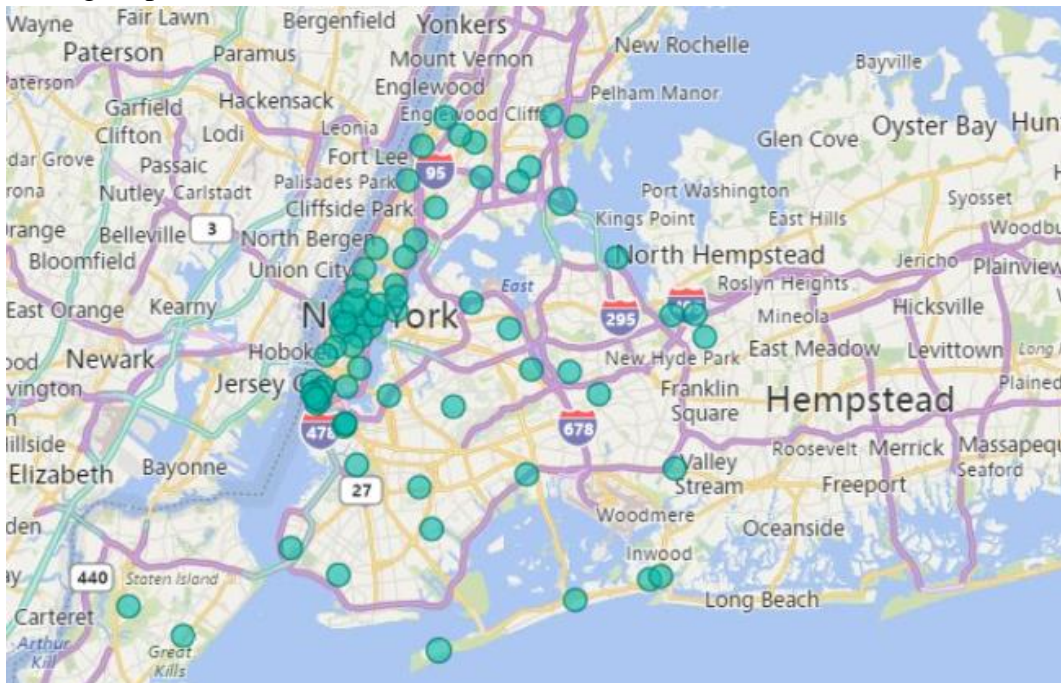 Wayne
Fair Lawn
Bergenfield
Yonkers
New Rochelle
Bayville
Paterson
Paramus
Mount Vernon
Englewood
Pelham Manor
Garfield
Hackensack
Englewood Cliffs
Glen Cove
Oyster Bay
Clifton
Lodi
Leonia
Passaic
Fort Lee
95
Nutley
Carlstadt
Palisades Park
Port Washington
Syosset
3
Cliffside Park
Kings Point
East Hills
Belleville
North Bergen
North Hempstead
Jericho
Plainview
Bloomfield
Union City
East
Roslyn Heights
East Orange
Kearny
295
Mineola
Hicksville
Newark
New Hyde Park
East Meadow
Levittown
Franklin
Square
Hempstead
478
678
Roosevelt
Merrick
Elizabeth
Bayonne
Valley
Stream
Freeport
Seaford
27
Woodmere
Oceanside
Inwood
440
Staten Island
Long Beach
Carteret
Arthur
Kill
Great
Kills